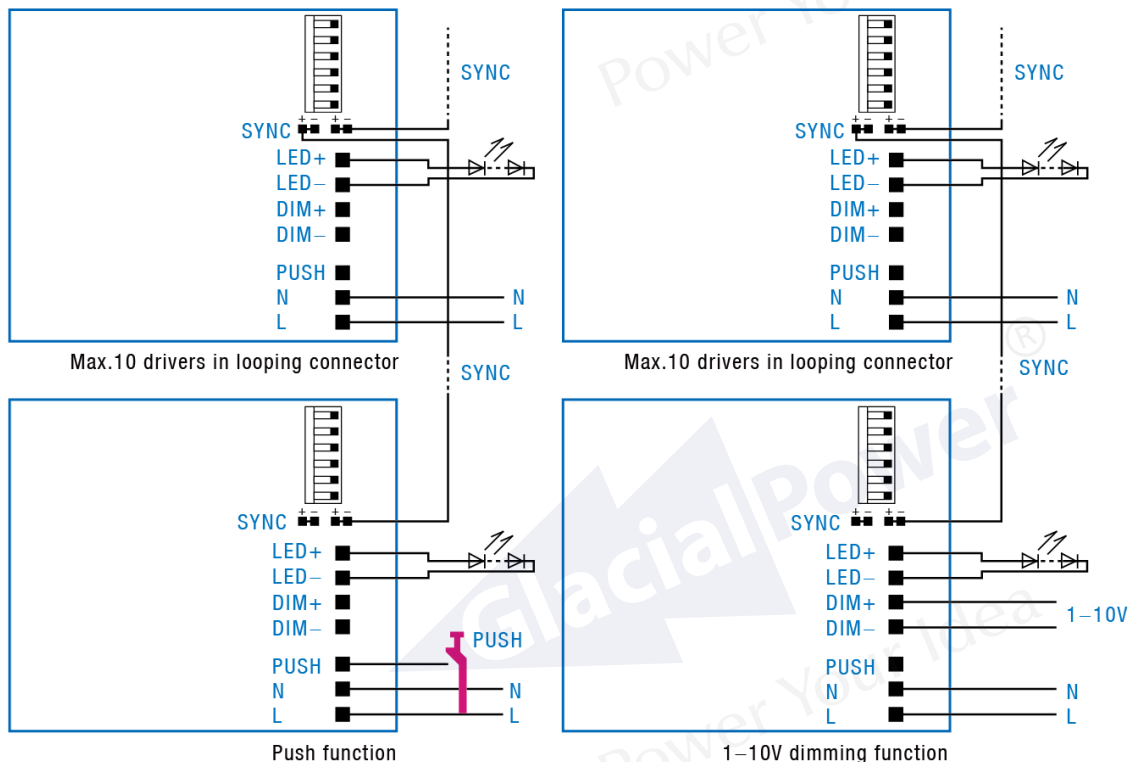 SYNC
+ − + −
SYNC
LED+
LED−
DIM+
DIM−
PUSH
N N
L L
Max.10 drivers in looping connector
SYNC
SYNC
+ − + −
SYNC
LED+
LED−
DIM+
DIM−
PUSH
N N
L L
Max.10 drivers in looping connector
SYNC
+ − + −
SYNC
LED+
LED−
DIM+
DIM−
PUSH
PUSH
N N
L L
Push function
+ − + −
SYNC
LED+
LED−
DIM+
DIM−
1−10V
PUSH
N N
L L
1−10V dimming function
Power Yo
GlacialPower®
Power Your Idea